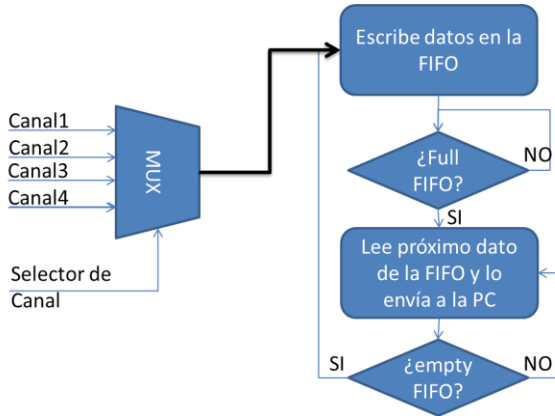 Escribe datos en la
FIFO
Canal1
Canal2
Canal3
Canal4
MUX
¿Full
FIFO?
NO
SI
Selector de
Canal
Lee próximo dato
de la FIFO y lo
envía a la PC
SI
¿empty
FIFO?
NO